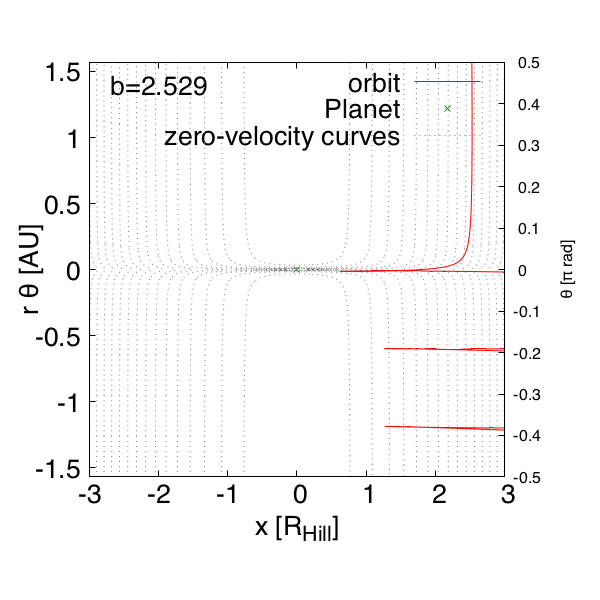 b=2.529
orbit
Planet
zero-velocity curves
r θ [AU]
1.5
1
0.5
0
-0.5
-1
-1.5
0.5
0.4
0.3
0.2
0.1
0
-0.1
-0.2
-0.3
-0.4
-0.5
θ [π rad]
-3 -2 -1 0 1 2 3
x [R_Hill]